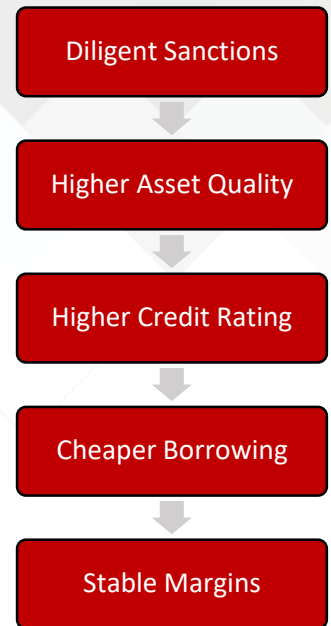 Diligent Sanctions
Higher Asset Quality
Higher Credit Rating
Cheaper Borrowing
Stable Margins